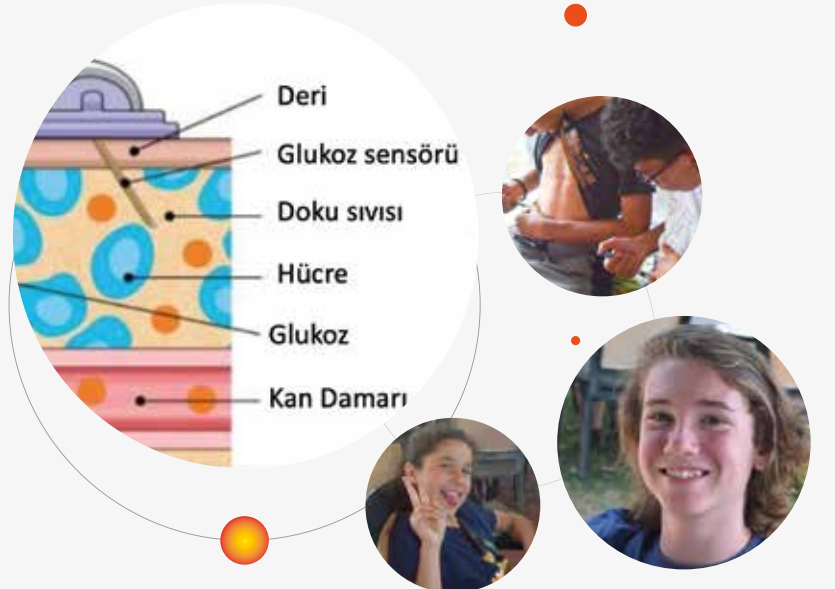 Deri
Glukoz sensörü
Doku sıvısı
Hücre
Glukoz
Kan Damarı